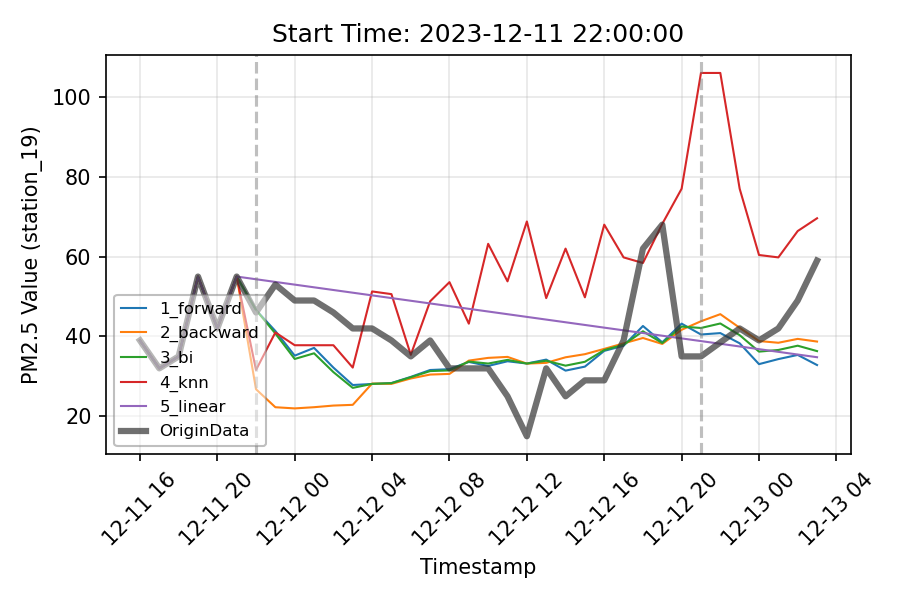 Start Time: 2023-12-11 22:00:00
PM2.5 Value (station_19)
100
80
60
40
20
1_forward
2_backward
3_bi
4_knn
5_linear
OriginData
12-11 16
12-11 20
12-12 00
12-12 04
12-12 08
12-12 12
12-12 16
12-12 20
12-13 00
12-13 04
Timestamp